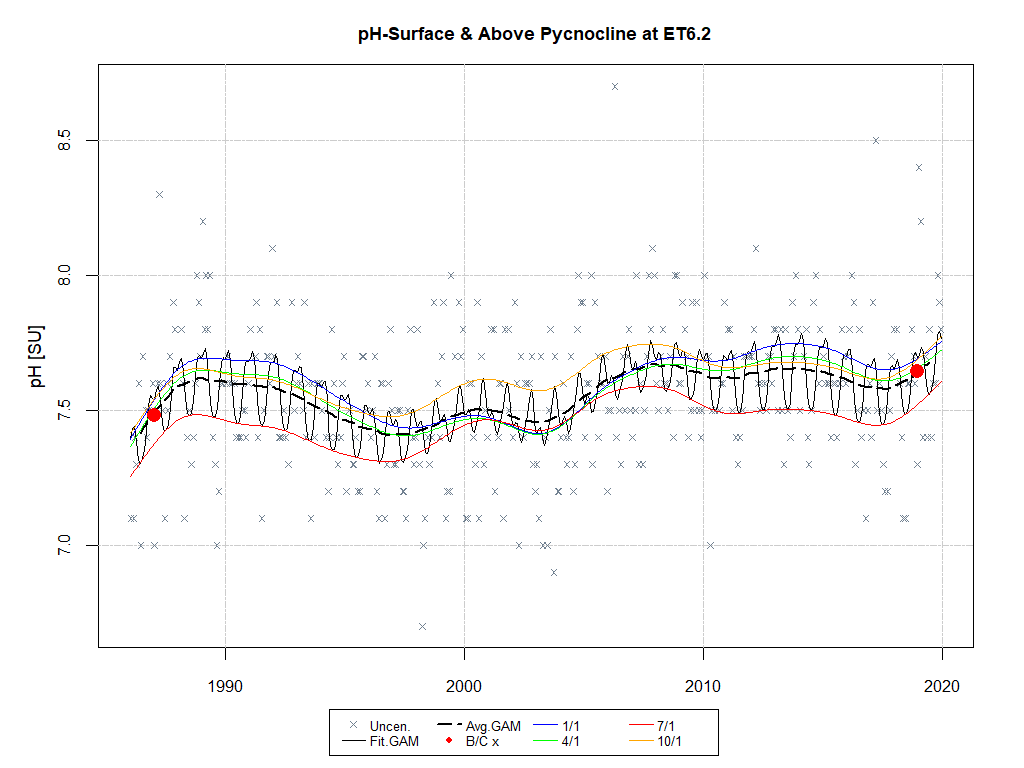 pH-Surface & Above Pycnocline at ET6.2
pH [SU]
8.5
8.0
7.5
7.0
1990 2000 2010 2020
Uncen. Avg.GAM 1/1 7/1
Fit.GAM B/C x 4/1 10/1